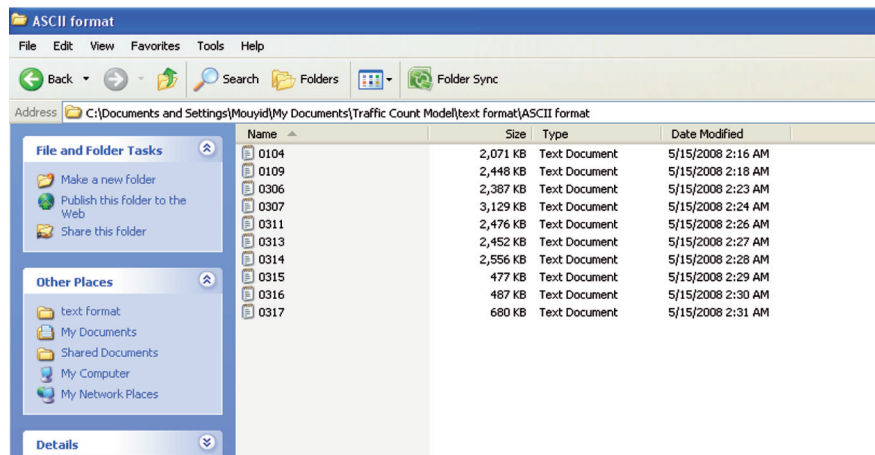 ASCII format
File Edit View Favorites Tools Help
Back Search Folders Folder Sync
Address C:\Documents and Settings\Mouyid\My Documents\Traffic Count Model\text format\ASCII format
File and Folder Tasks
Make a new folder
Publish this folder to the
Web
Share this folder
Other Places
text format
My Documents
Shared Documents
My Computer
My Network Places
Details
Name Size Type Date Modified
0104 2,071 KB Text Document 5/15/2008 2:16 AM
0109 2,448 KB Text Document 5/15/2008 2:18 AM
0306 2,387 KB Text Document 5/15/2008 2:23 AM
0307 3,129 KB Text Document 5/15/2008 2:24 AM
0311 2,476 KB Text Document 5/15/2008 2:26 AM
0313 2,452 KB Text Document 5/15/2008 2:27 AM
0314 2,556 KB Text Document 5/15/2008 2:28 AM
0315 477 KB Text Document 5/15/2008 2:29 AM
0316 487 KB Text Document 5/15/2008 2:30 AM
0317 680 KB Text Document 5/15/2008 2:31 AM